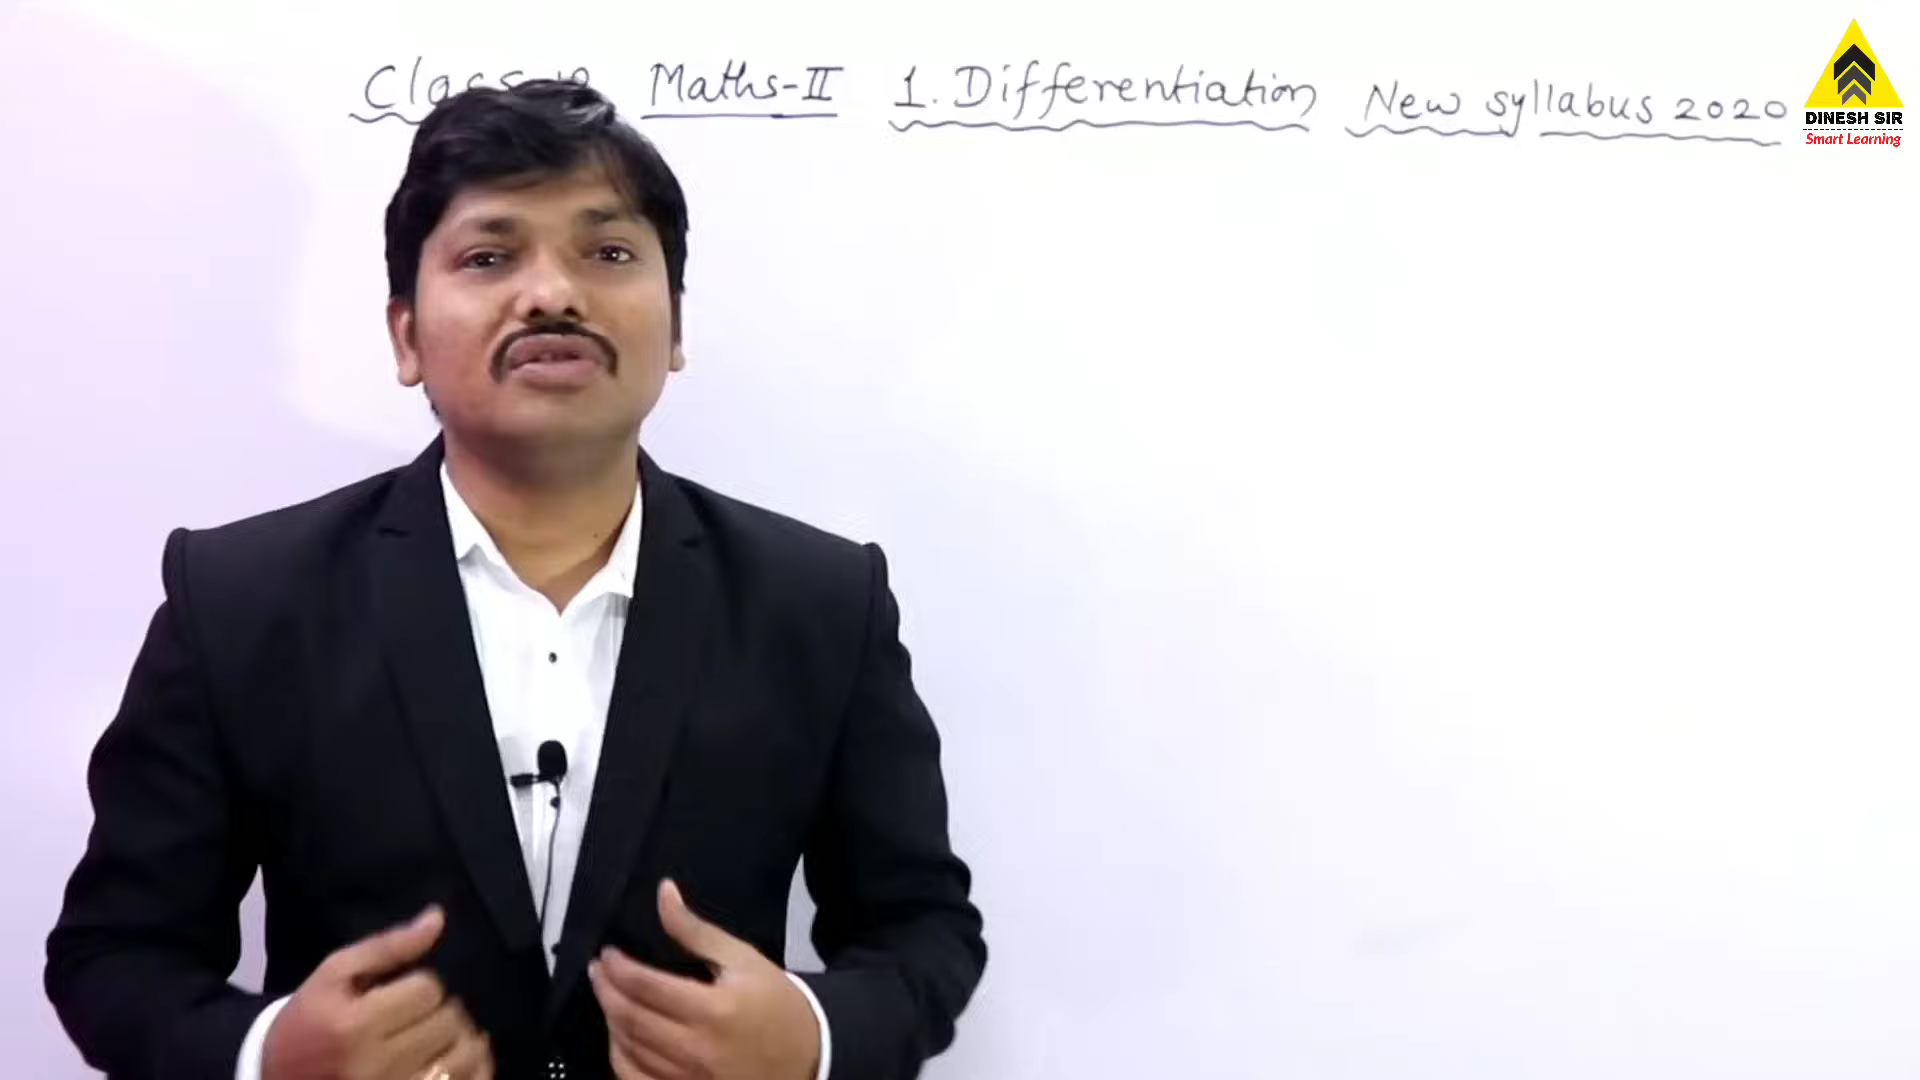 Maths-II 1. Differentiation New syllabus 2020
DINESH SIR
Smart Learning